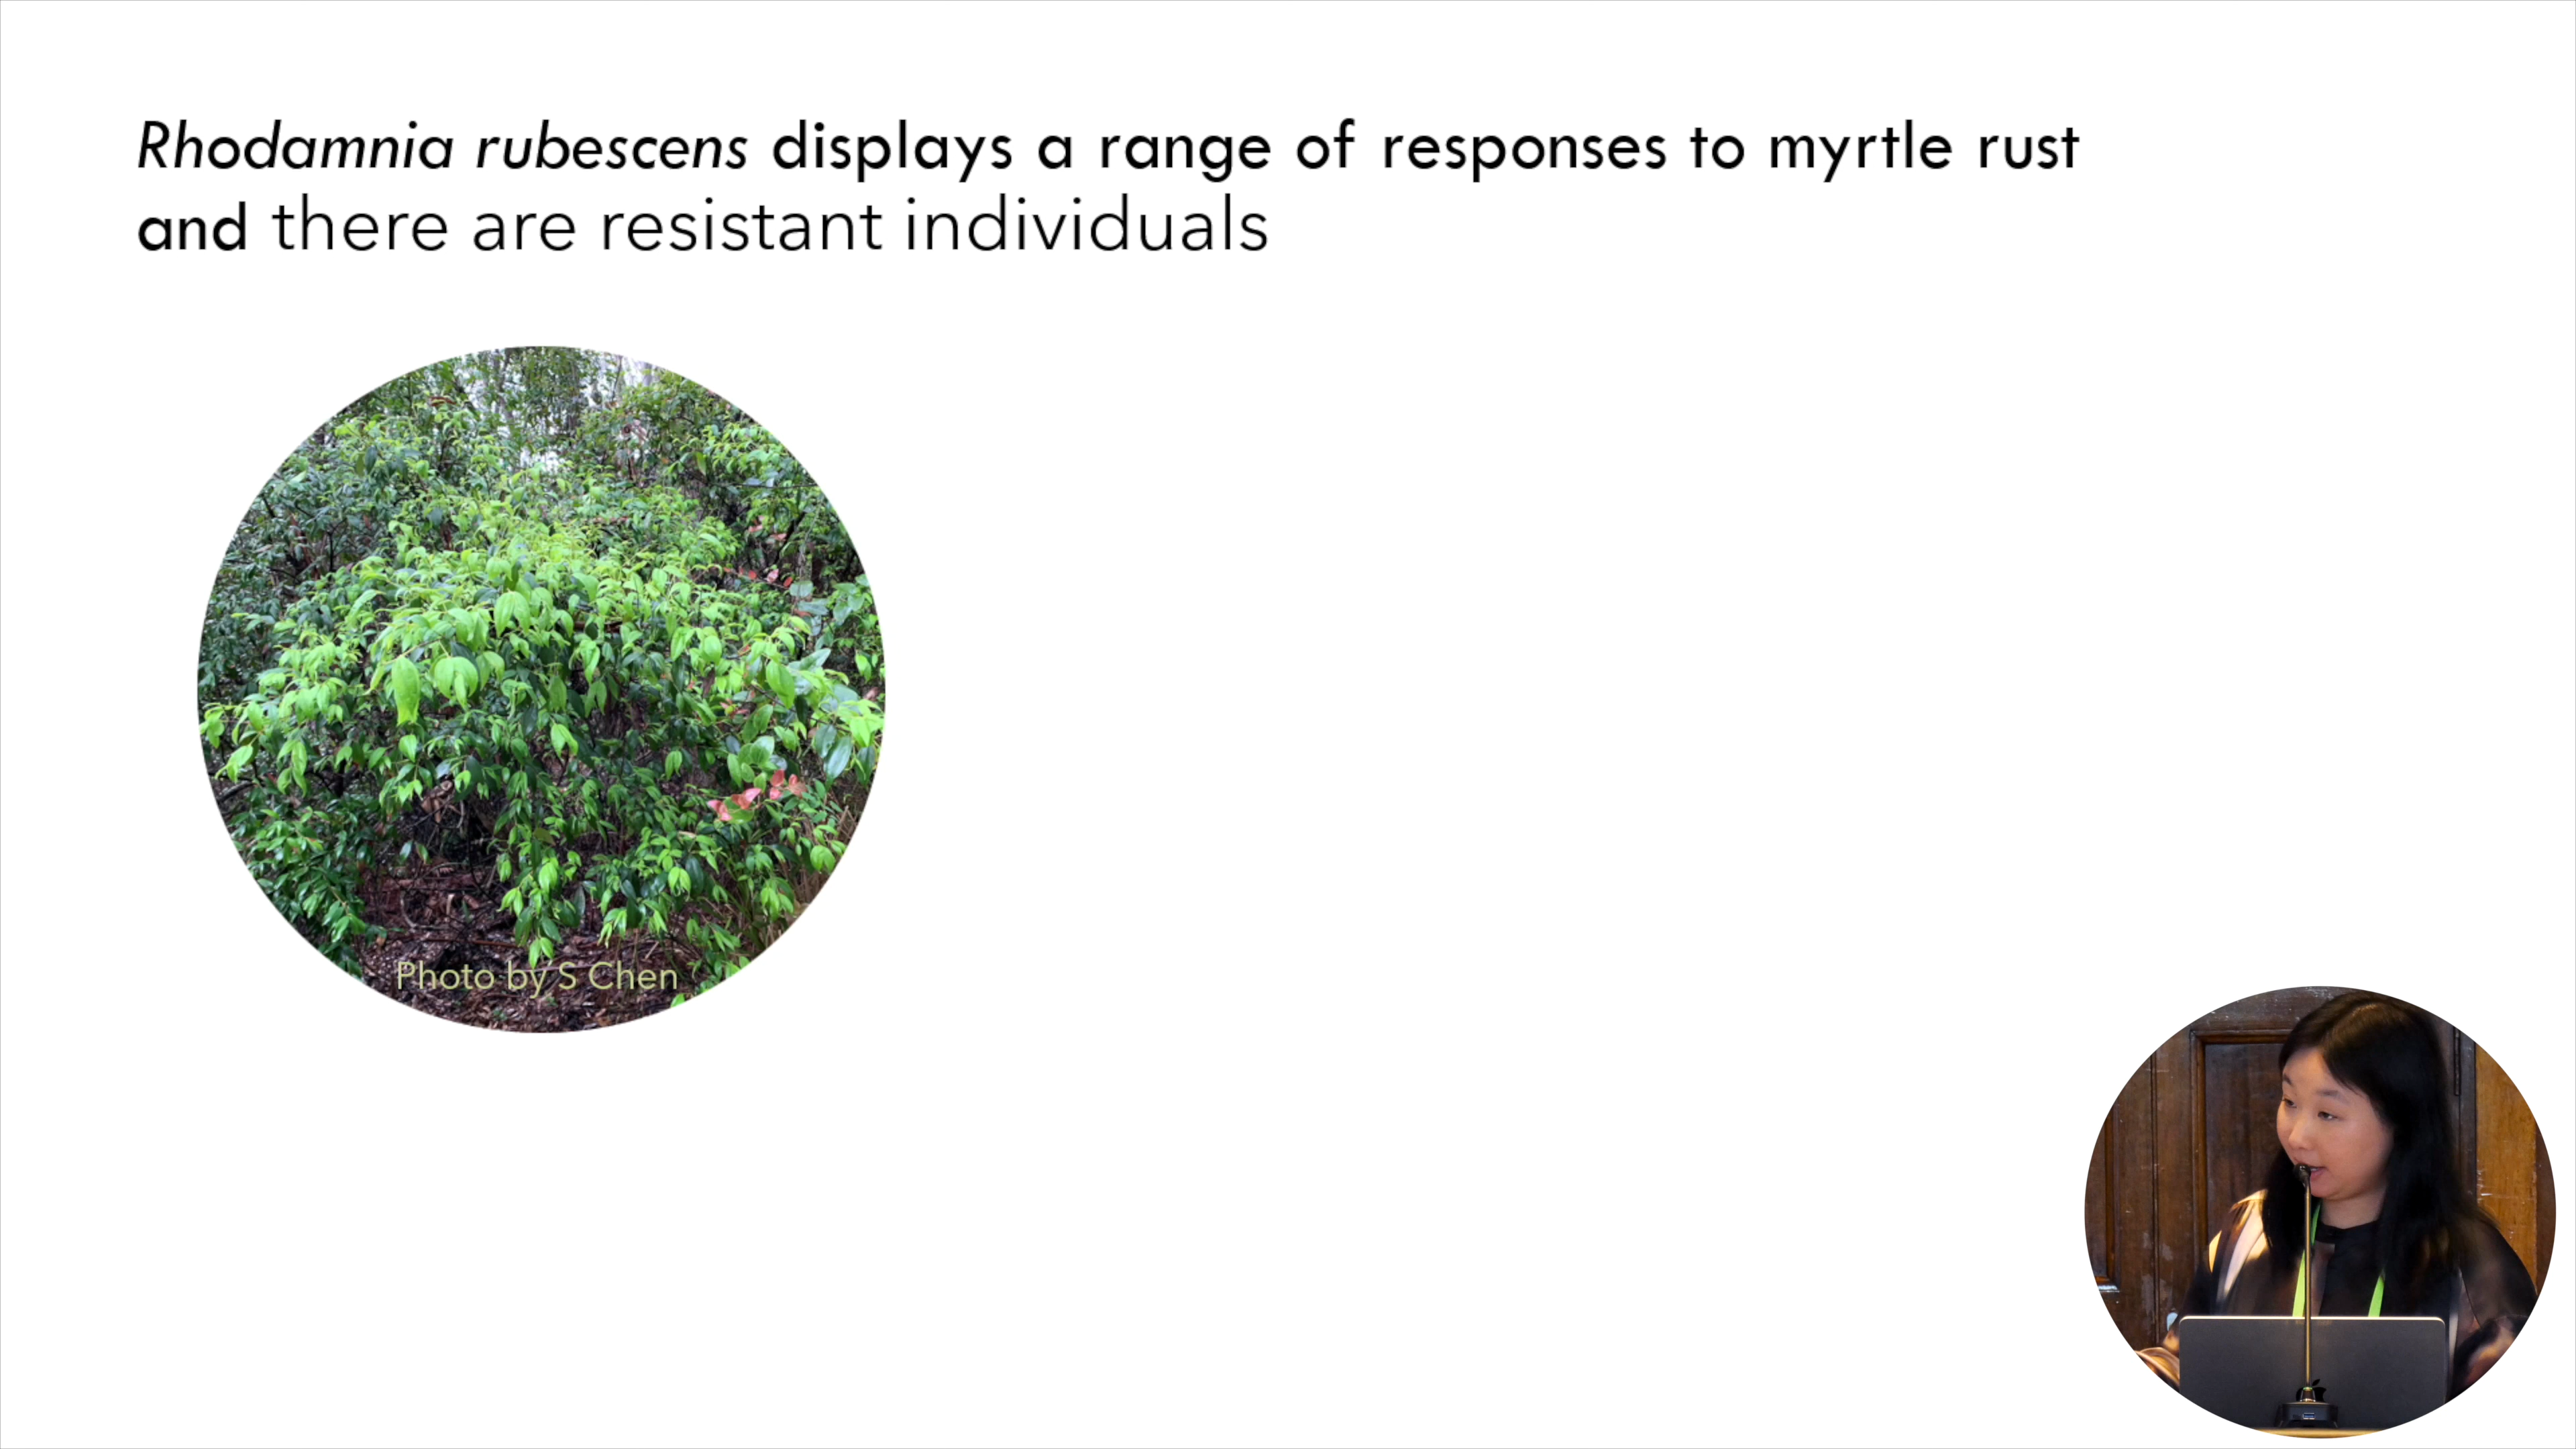 Rhodamnia rubescens displays a range of responses to myrtle rust
and there are resistant individuals
Photo by S Chen